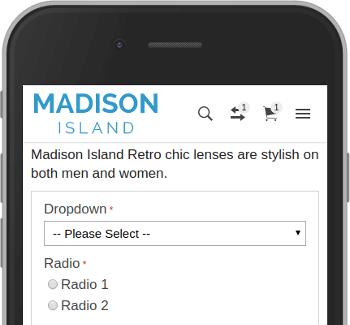 MADISON
ISLAND
1
1
Madison Island Retro chic lenses are stylish on
both men and women.
Dropdown *
-- Please Select --
Radio *
Radio 1
Radio 2